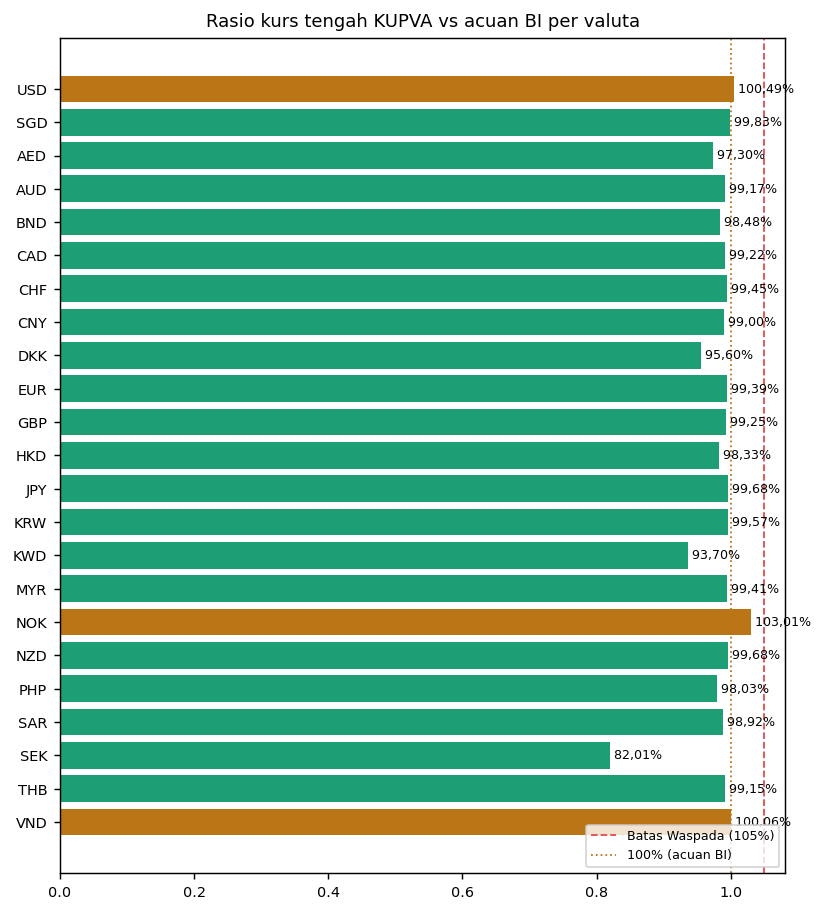 Rasio kurs tengah KUPVA vs acuan BI per valuta
USD 100,49%
SGD 99,83%
AED 97,30%
AUD 99,17%
BND 98,48%
CAD 99,22%
CHF 99,45%
CNY 99,00%
DKK 95,60%
EUR 99,39%
GBP 99,25%
HKD 98,33%
JPY 99,68%
KRW 99,57%
KWD 93,70%
MYR 99,41%
NOK 103,01%
NZD 99,68%
PHP 98,03%
SAR 98,92%
SEK 82,01%
THB 99,15%
VND 100,06%
Batas Waspada (105%)
100% (acuan BI)
0.0 0.2 0.4 0.6 0.8 1.0